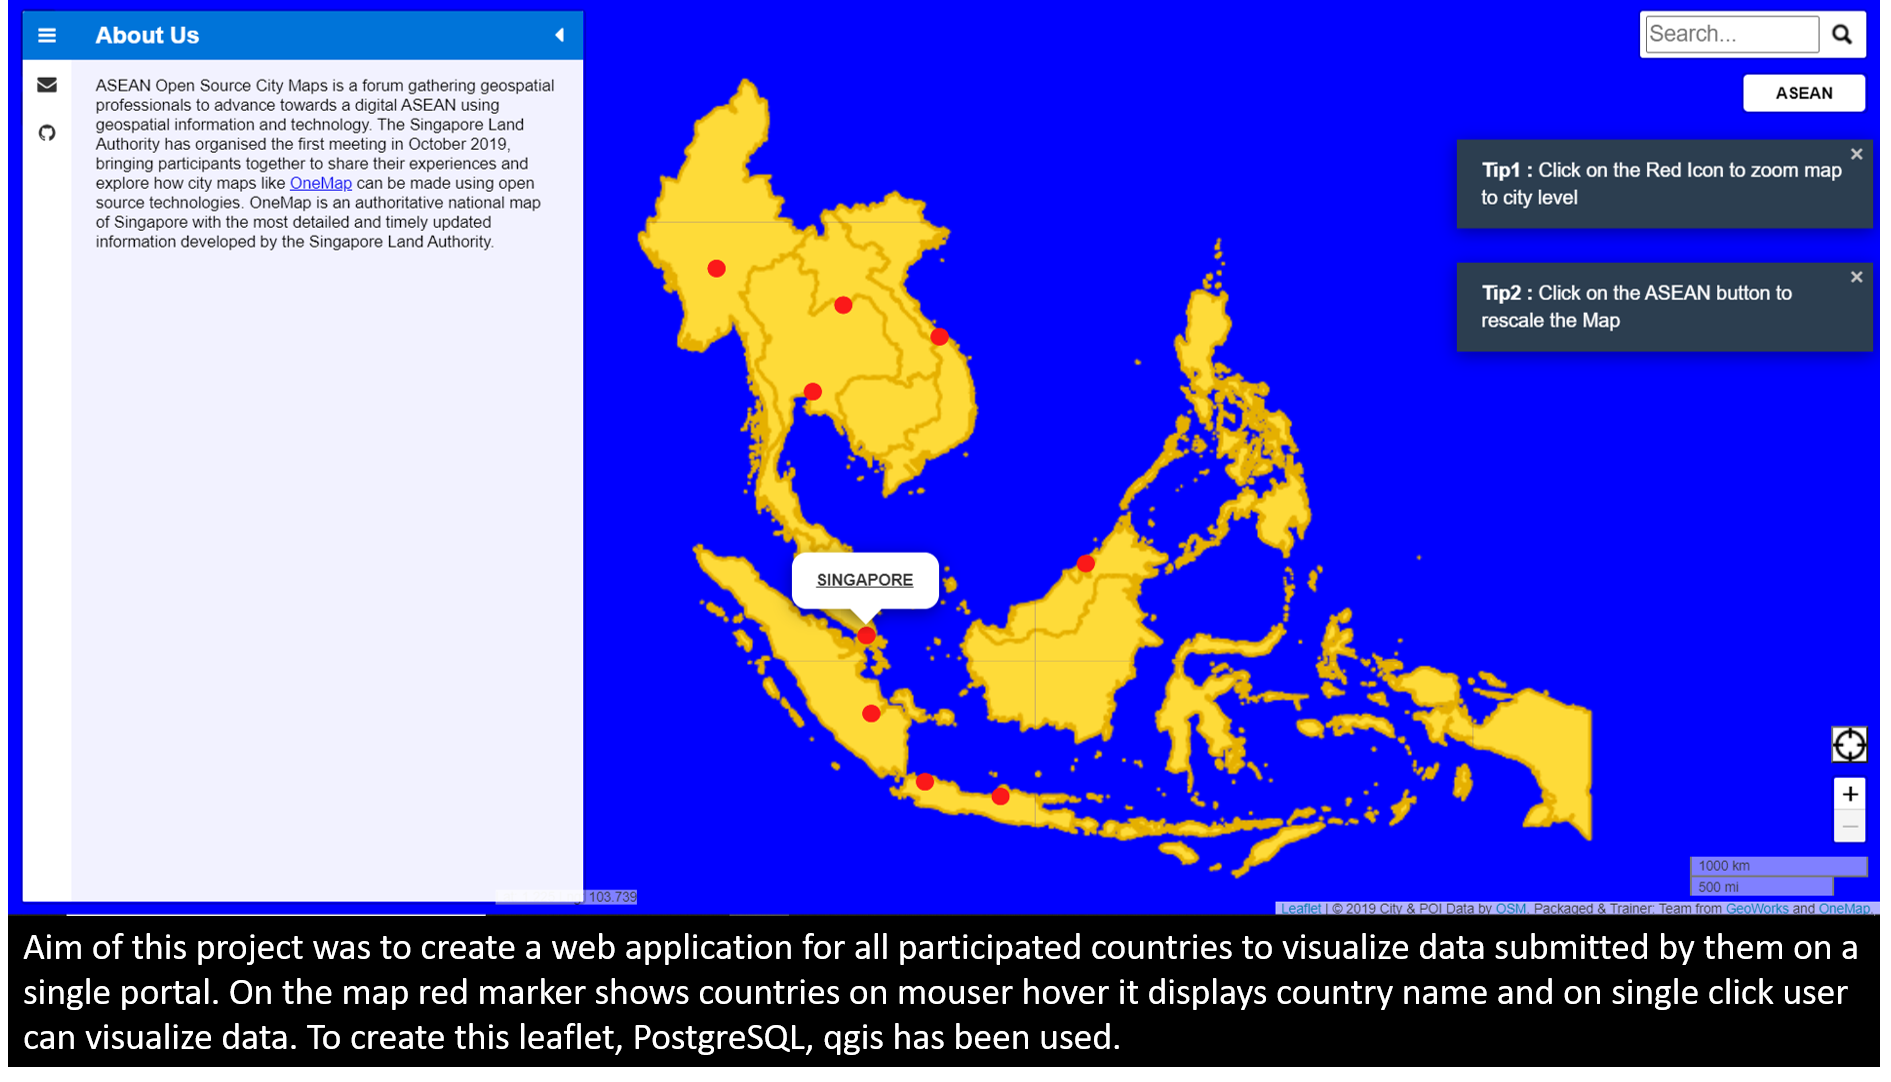 About Us
ASEAN Open Source City Maps is a forum gathering geospatial
professionals to advance towards a digital ASEAN using
geospatial information and technology. The Singapore Land
Authority has organised the first meeting in October 2019,
bringing participants together to share their experiences and
explore how city maps like OneMap can be made using open
source technologies. OneMap is an authoritative national map
of Singapore with the most detailed and timely updated
information developed by the Singapore Land Authority.
Search...
ASEAN
Tip1 : Click on the Red Icon to zoom map
to city level
×
Tip2 : Click on the ASEAN button to
rescale the Map
×
SINGAPORE
+
−
1000 km
500 mi
103.739
Leaflet | © 2019 City & POI Data by OSM. Packaged & Trainer: Team from GeoWorks and OneMap.
Aim of this project was to create a web application for all participated countries to visualize data submitted by them on a
single portal. On the map red marker shows countries on mouser hover it displays country name and on single click user
can visualize data. To create this leaflet, PostgreSQL, qgis has been used.